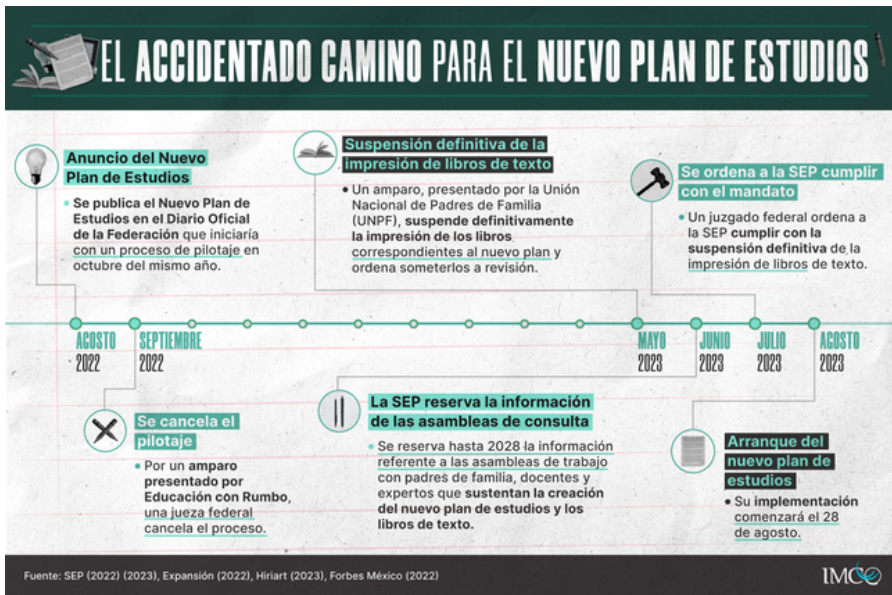 EL ACCIDENTADO CAMINO PARA EL NUEVO PLAN DE ESTUDIOS
Anuncio del Nuevo
Plan de Estudios
• Se publica el Nuevo Plan de
Estudios en el Diario Oficial
de la Federación que iniciaría
con un proceso de pilotaje en
octubre del mismo año.
Suspensión definitiva de la
impresión de libros de texto
• Un amparo, presentado por la Unión
Nacional de Padres de Familia
(UNPF), suspende definitivamente
la impresión de los libros
correspondientes al nuevo plan y
ordena someterlos a revisión.
Se ordena a la SEP cumplir
con el mandato
• Un juzgado federal ordena a
la SEP cumplir con la
suspensión definitiva de la
impresión de libros de texto.
AGOSTO
2022
SEPTIEMBRE
2022
MAYO
2023
JUNIO
2023
JULIO
2023
AGOSTO
2023
Se cancela el
pilotaje
• Por un amparo
presentado por
Educación con Rumbo,
una jueza federal
cancela el proceso.
La SEP reserva la información
de las asambleas de consulta
• Se reserva hasta 2028 la información
referente a las asambleas de trabajo
con padres de familia, docentes y
expertos que sustentan la creación
del nuevo plan de estudios y los
libros de texto.
Arranque del
nuevo plan de
estudios
• Su implementación
comenzará el 28
de agosto.
Fuente: SEP (2022) (2023), Expansión (2022), Hiriart (2023), Forbes México (2022)
IMCO